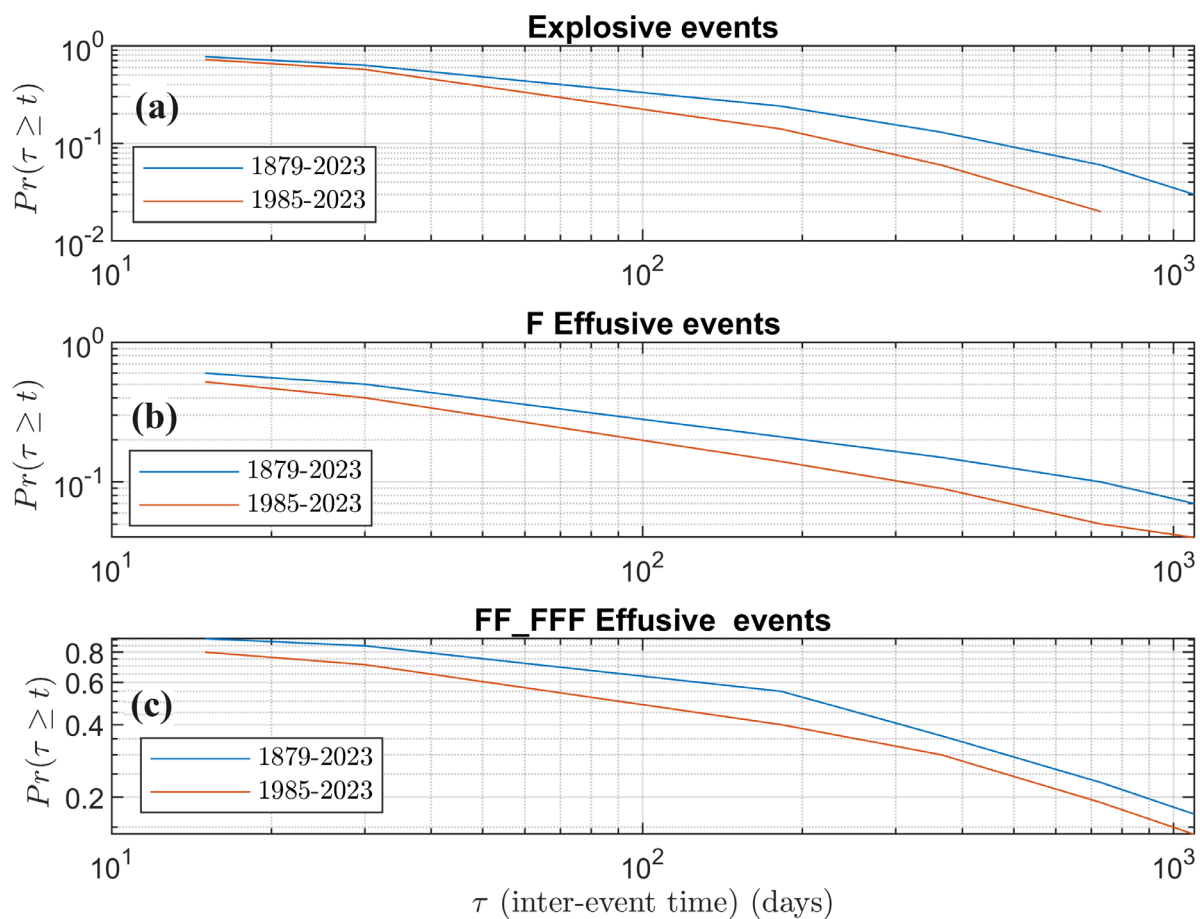 Explosive events
10^0
10^-1
10^-2
Pr(τ ≥ t)
(a)
1879-2023
1985-2023
10^1 10^2 10^3
F Effusive events
10^0
10^-1
Pr(τ ≥ t)
(b)
1879-2023
1985-2023
10^1 10^2 10^3
FF_FFF Effusive events
0.8
0.6
0.4
0.2
Pr(τ ≥ t)
(c)
1879-2023
1985-2023
10^1 10^2 10^3
τ (inter-event time) (days)